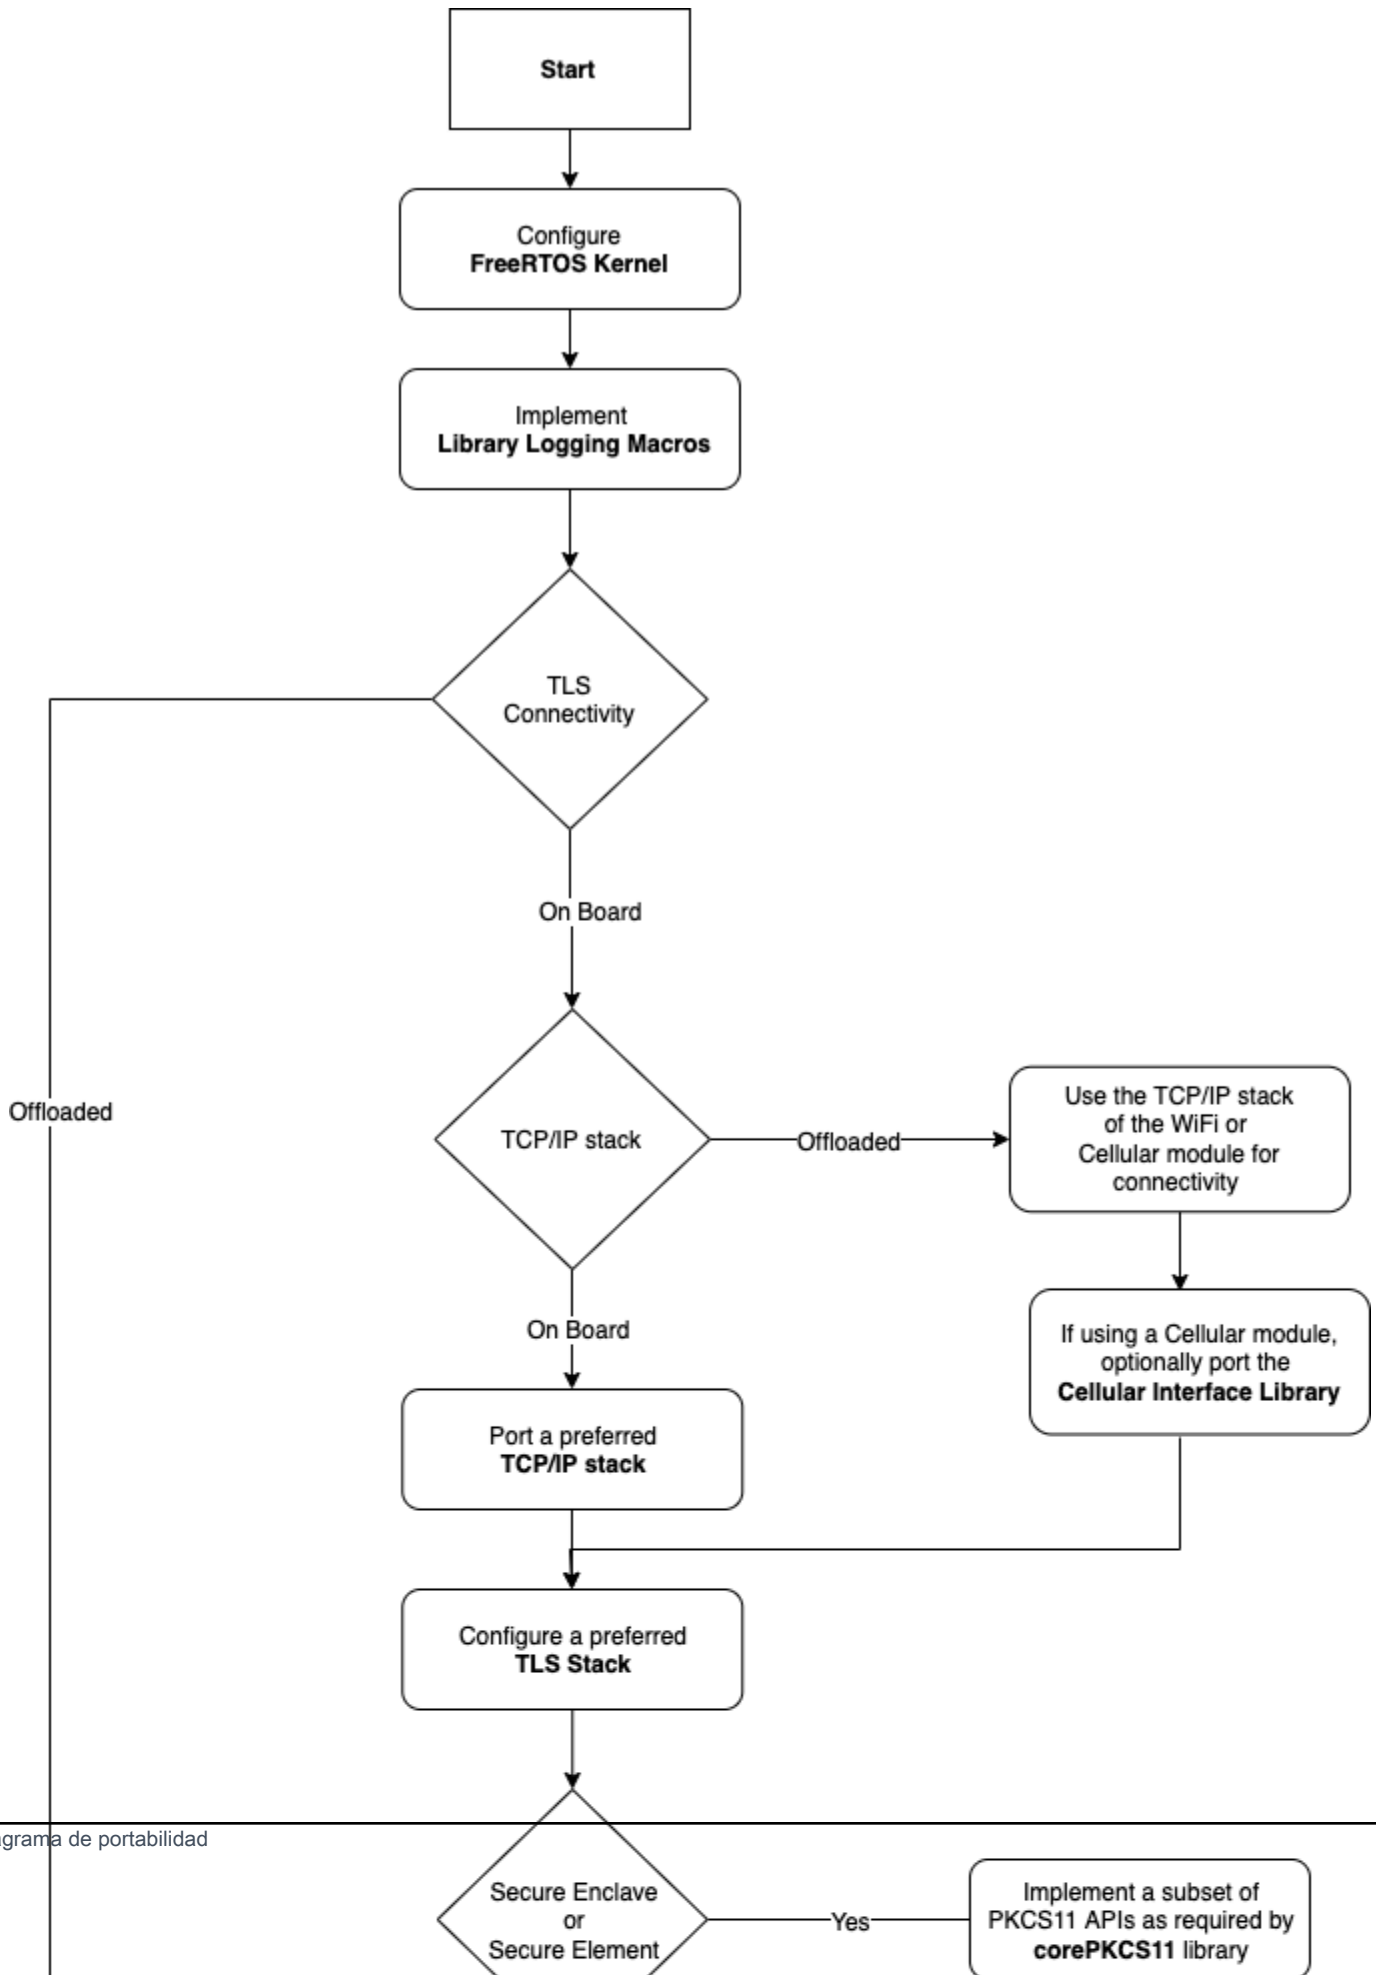 Start
Configure
FreeRTOS Kernel
Implement
Library Logging Macros
TLS
Connectivity
On Board
Offloaded
TCP/IP stack
Offloaded
Use the TCP/IP stack
of the WiFi or
Cellular module for
connectivity
On Board
If using a Cellular module,
optionally port the
Cellular Interface Library
Port a preferred
TCP/IP stack
Configure a preferred
TLS Stack
de portabilidad
Secure Enclave
or
Secure Element
Yes
Implement a subset of
PKCS11 APIs as required by
corePKCS11 library